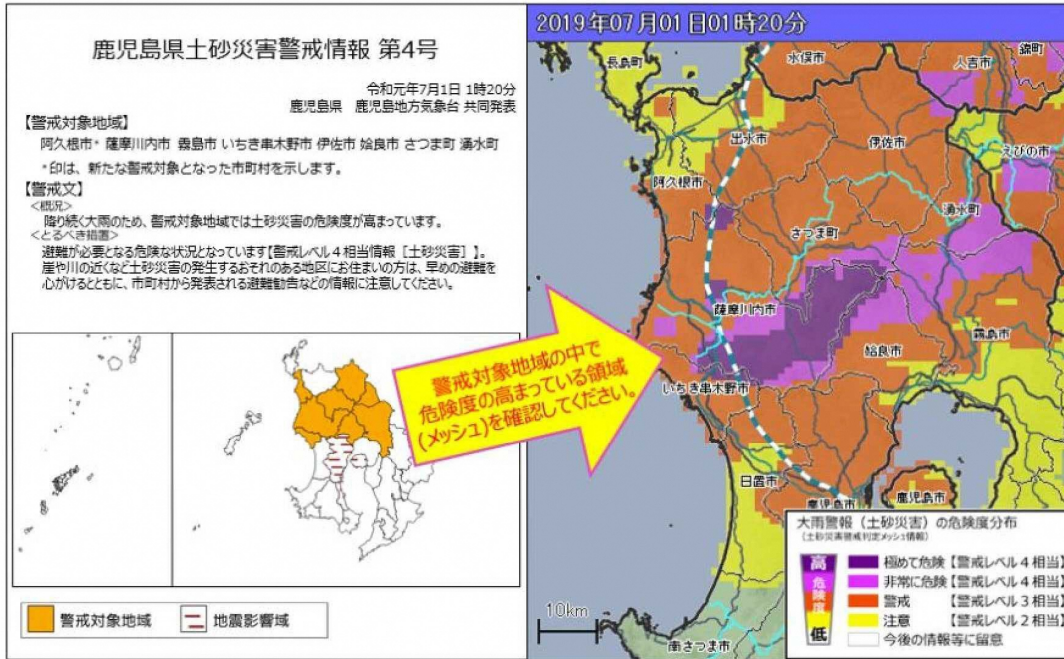 鹿児島県土砂災害警戒情報 第4号
令和元年7月1日 1時20分
鹿児島県 鹿児島地方気象台 共同発表
【警戒対象地域】
阿久根市* 薩摩川内市 霧島市 いちき串木野市 伊佐市 姶良市 さつま町 湧水町
*印は、新たな警戒対象となった市町村を示します。
【警戒文】
<概況>
降り続く大雨のため、警戒対象地域では土砂災害の危険度が高まっています。
<とるべき措置>
避難が必要となる危険な状況となっています【警戒レベル4相当情報［土砂災害］】。
崖や川の近くなど土砂災害の発生するおそれのある地区にお住まいの方は、早めの避難を
心がけるとともに、市町村から発表される避難勧告などの情報に注意してください。
警戒対象地域
地震影響域
警戒対象地域の中で
危険度の高まっている領域
(メッシュ)を確認してください。
2019年07月01日01時20分
長島町
水俣市
人吉市
錦町
出水市
伊佐市
えびの市
阿久根市
湧水町
さつま町
薩摩川内市
霧島市
姶良市
いちき串木野市
日置市
鹿児島市
鹿児島市
南さつま市
10km
大雨警報（土砂災害）の危険度分布
（土砂災害警戒判定メッシュ情報）
高
危険度
低
極めて危険【警戒レベル4相当】
非常に危険【警戒レベル4相当】
警戒 【警戒レベル3相当】
注意 【警戒レベル2相当】
今後の情報等に留意